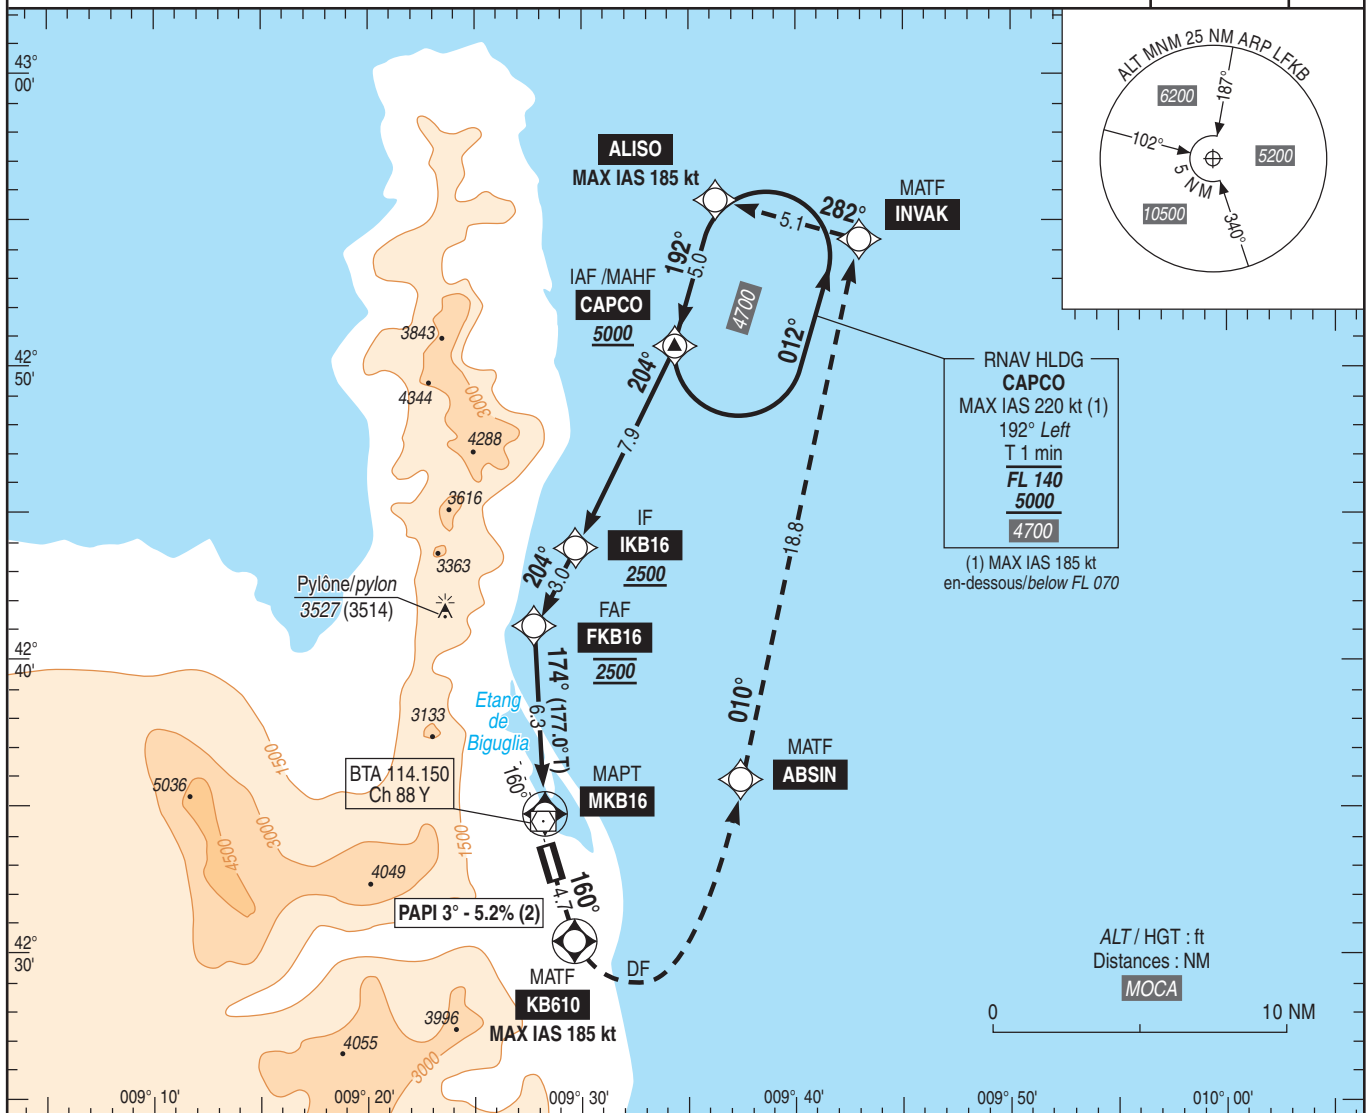 43°
00'
42°
50'
42°
40'
42°
30'
009° 10'
009° 20'
009° 30'
009° 40'
009° 50'
010° 00'
ALT MNM 25 NM ARP LFKB
6200
187°
102°
5200
5 NM
10500
340°
ALISO
MAX IAS 185 kt
MATF
INVAK
282°
5.1
192°
5.0
IAF /MAHF
CAPCO
5000
4700
012°
204°
7.9
RNAV HLDG
CAPCO
MAX IAS 220 kt (1)
192° Left
T 1 min
FL 140
5000
4700
(1) MAX IAS 185 kt
en-dessous/below FL 070
3843
4344
3000
4288
3616
3363
Pylône/pylon
3527 (3514)
IF
IKB16
2500
204°
3.0
18.8
FAF
FKB16
2500
174° (177.0° T)
6.3
Etang
de
Biguglia
010°
3133
1500
5036
BTA 114.150
Ch 88 Y
160°
MAPT
MKB16
MATF
ABSIN
3000
4500
1500
4049
PAPI 3° - 5.2% (2)
160°
4.7
MATF
KB610
MAX IAS 185 kt
DF
3996
4055
3000
ALT / HGT : ft
Distances : NM
MOCA
0
10 NM